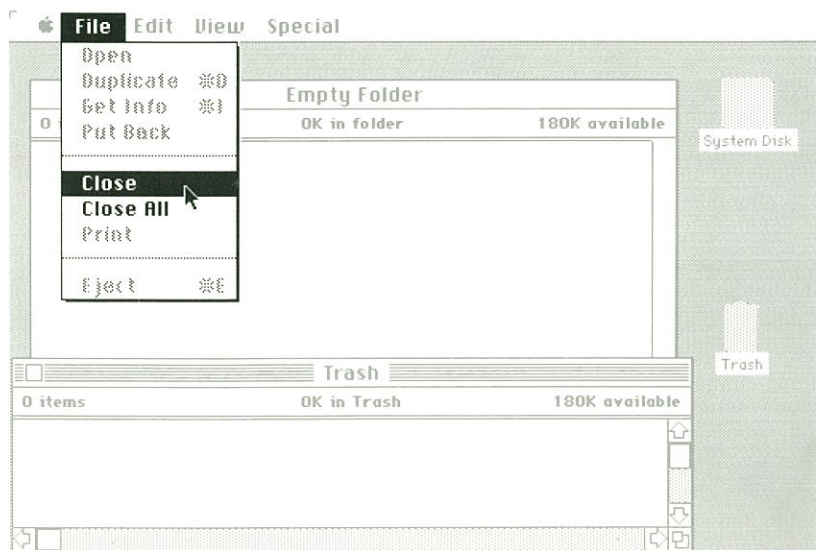 File Edit View Special
Open
Duplicate ⌘D
Get Info ⌘I
Put Back
Close
Close All
Print
Eject ⌘E
Empty Folder
0 OK in folder 180K available
System Disk
Trash
Trash
0 items OK in Trash 180K available